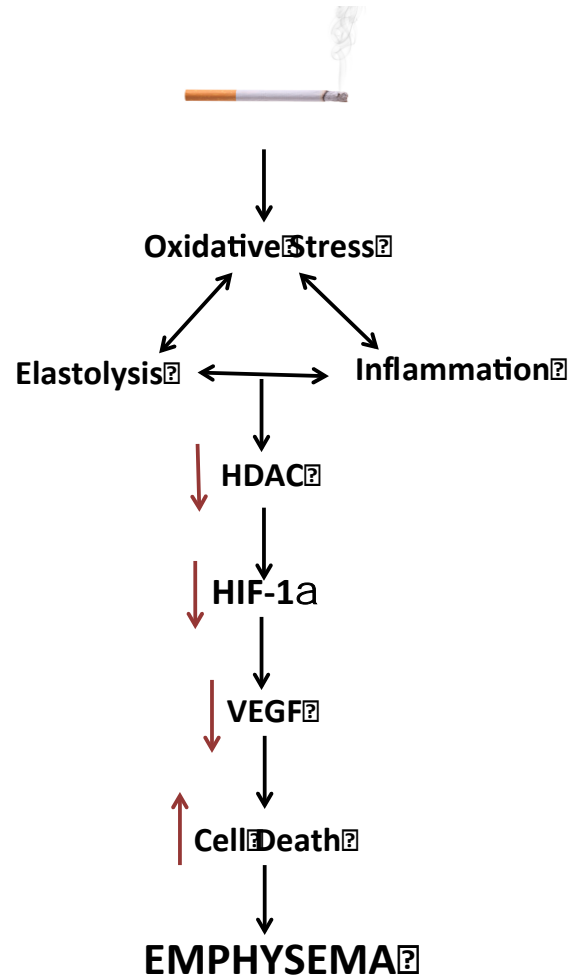 Oxidative Stress
Elastolysis
Inflammation
HDAC
HIF-1a
VEGF
Cell Death
EMPHYSEMA